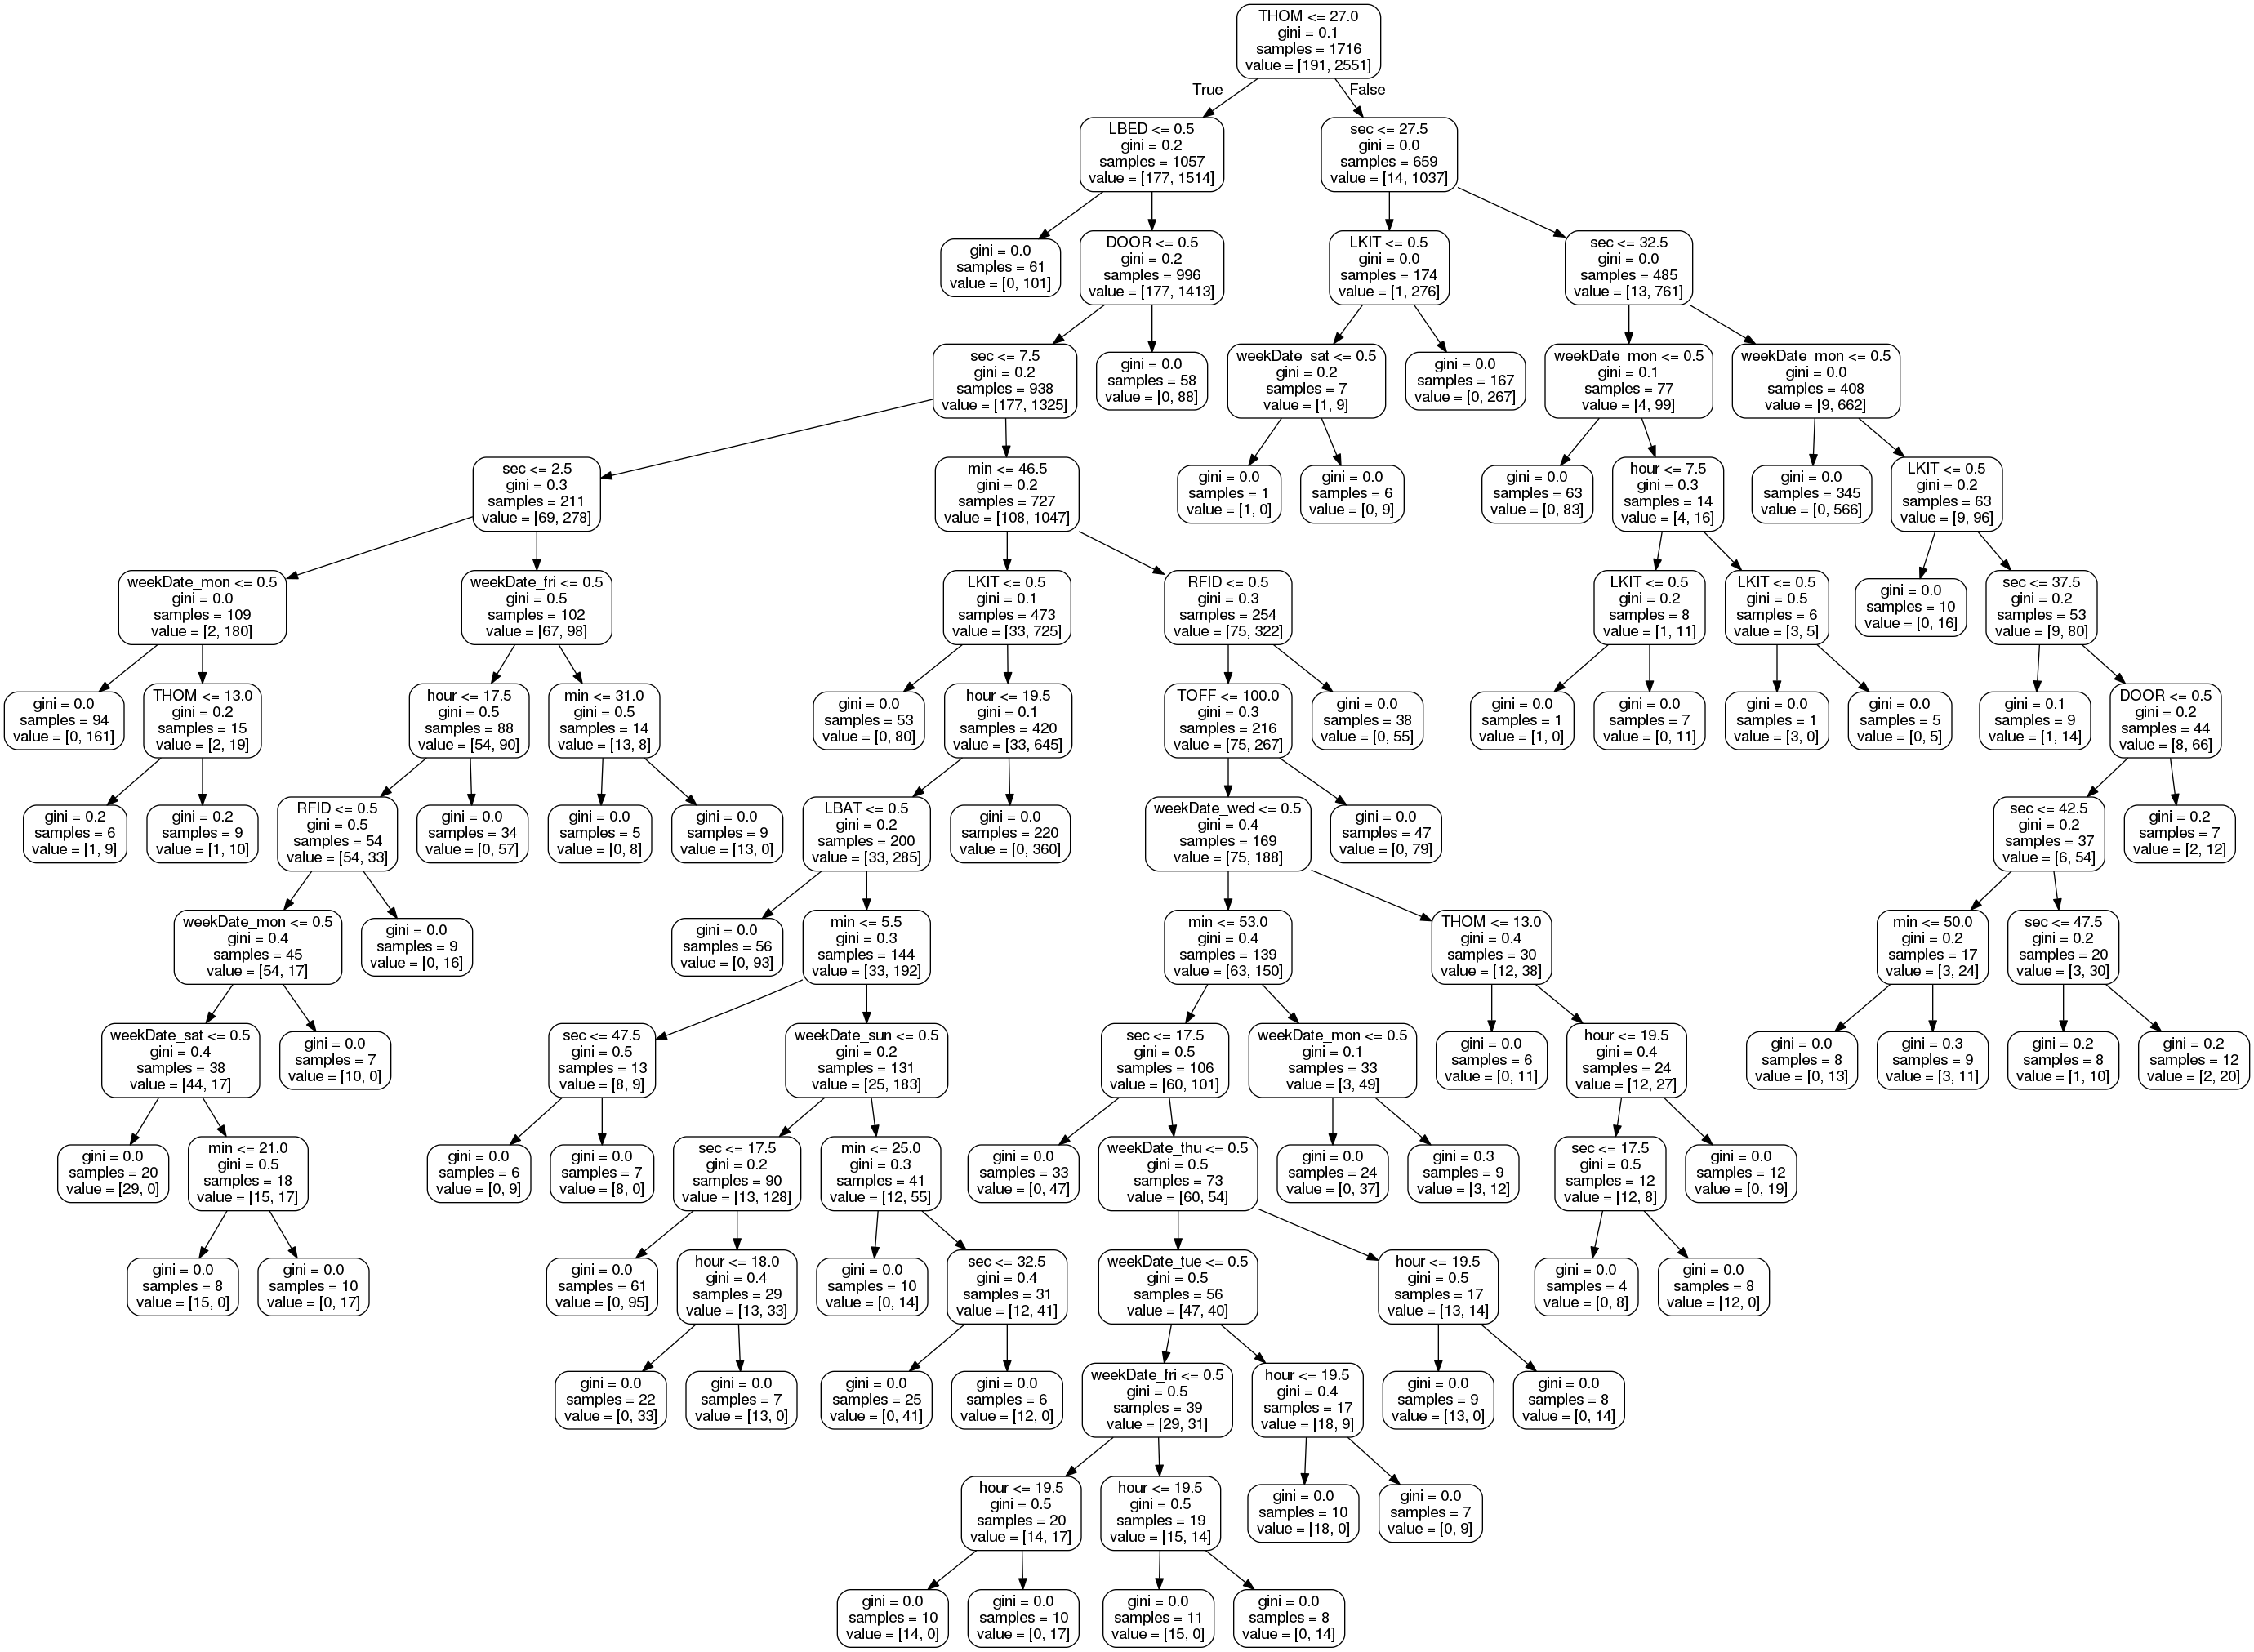 THOM <= 27.0
gini = 0.1
samples = 1716
value = [191, 2551]
True
False
LBED <= 0.5
gini = 0.2
samples = 1057
value = [177, 1514]
sec <= 27.5
gini = 0.0
samples = 659
value = [14, 1037]
gini = 0.0
samples = 61
value = [0, 101]
DOOR <= 0.5
gini = 0.2
samples = 996
value = [177, 1413]
LKIT <= 0.5
gini = 0.0
samples = 174
value = [1, 276]
sec <= 32.5
gini = 0.0
samples = 485
value = [13, 761]
sec <= 7.5
gini = 0.2
samples = 938
value = [177, 1325]
gini = 0.0
samples = 58
value = [0, 88]
weekDate_sat <= 0.5
gini = 0.2
samples = 7
value = [1, 9]
gini = 0.0
samples = 167
value = [0, 267]
weekDate_mon <= 0.5
gini = 0.1
samples = 77
value = [4, 99]
weekDate_mon <= 0.5
gini = 0.0
samples = 408
value = [9, 662]
sec <= 2.5
gini = 0.3
samples = 211
value = [69, 278]
min <= 46.5
gini = 0.2
samples = 727
value = [108, 1047]
gini = 0.0
samples = 1
value = [1, 0]
gini = 0.0
samples = 6
value = [0, 9]
gini = 0.0
samples = 63
value = [0, 83]
hour <= 7.5
gini = 0.3
samples = 14
value = [4, 16]
gini = 0.0
samples = 345
value = [0, 566]
LKIT <= 0.5
gini = 0.2
samples = 63
value = [9, 96]
weekDate_mon <= 0.5
gini = 0.0
samples = 109
value = [2, 180]
weekDate_fri <= 0.5
gini = 0.5
samples = 102
value = [67, 98]
LKIT <= 0.5
gini = 0.1
samples = 473
value = [33, 725]
RFID <= 0.5
gini = 0.3
samples = 254
value = [75, 322]
LKIT <= 0.5
gini = 0.2
samples = 8
value = [1, 11]
LKIT <= 0.5
gini = 0.5
samples = 6
value = [3, 5]
gini = 0.0
samples = 10
value = [0, 16]
sec <= 37.5
gini = 0.2
samples = 53
value = [9, 80]
gini = 0.0
samples = 94
value = [0, 161]
THOM <= 13.0
gini = 0.2
samples = 15
value = [2, 19]
hour <= 17.5
gini = 0.5
samples = 88
value = [54, 90]
min <= 31.0
gini = 0.5
samples = 14
value = [13, 8]
gini = 0.0
samples = 53
value = [0, 80]
hour <= 19.5
gini = 0.1
samples = 420
value = [33, 645]
TOFF <= 100.0
gini = 0.3
samples = 216
value = [75, 267]
gini = 0.0
samples = 38
value = [0, 55]
gini = 0.0
samples = 1
value = [1, 0]
gini = 0.0
samples = 7
value = [0, 11]
gini = 0.0
samples = 1
value = [3, 0]
gini = 0.0
samples = 5
value = [0, 5]
gini = 0.1
samples = 9
value = [1, 14]
DOOR <= 0.5
gini = 0.2
samples = 44
value = [8, 66]
gini = 0.2
samples = 6
value = [1, 9]
gini = 0.2
samples = 9
value = [1, 10]
RFID <= 0.5
gini = 0.5
samples = 54
value = [54, 33]
gini = 0.0
samples = 34
value = [0, 57]
gini = 0.0
samples = 5
value = [0, 8]
gini = 0.0
samples = 9
value = [13, 0]
LBAT <= 0.5
gini = 0.2
samples = 200
value = [33, 285]
gini = 0.0
samples = 220
value = [0, 360]
weekDate_wed <= 0.5
gini = 0.4
samples = 169
value = [75, 188]
gini = 0.0
samples = 47
value = [0, 79]
sec <= 42.5
gini = 0.2
samples = 37
value = [6, 54]
gini = 0.2
samples = 7
value = [2, 12]
weekDate_mon <= 0.5
gini = 0.4
samples = 45
value = [54, 17]
gini = 0.0
samples = 9
value = [0, 16]
gini = 0.0
samples = 56
value = [0, 93]
min <= 5.5
gini = 0.3
samples = 144
value = [33, 192]
min <= 53.0
gini = 0.4
samples = 139
value = [63, 150]
THOM <= 13.0
gini = 0.4
samples = 30
value = [12, 38]
min <= 50.0
gini = 0.2
samples = 17
value = [3, 24]
sec <= 47.5
gini = 0.2
samples = 20
value = [3, 30]
weekDate_sat <= 0.5
gini = 0.4
samples = 38
value = [44, 17]
gini = 0.0
samples = 7
value = [10, 0]
sec <= 47.5
gini = 0.5
samples = 13
value = [8, 9]
weekDate_sun <= 0.5
gini = 0.2
samples = 131
value = [25, 183]
sec <= 17.5
gini = 0.5
samples = 106
value = [60, 101]
weekDate_mon <= 0.5
gini = 0.1
samples = 33
value = [3, 49]
gini = 0.0
samples = 6
value = [0, 11]
hour <= 19.5
gini = 0.4
samples = 24
value = [12, 27]
gini = 0.0
samples = 8
value = [0, 13]
gini = 0.3
samples = 9
value = [3, 11]
gini = 0.2
samples = 8
value = [1, 10]
gini = 0.2
samples = 12
value = [2, 20]
gini = 0.0
samples = 20
value = [29, 0]
min <= 21.0
gini = 0.5
samples = 18
value = [15, 17]
gini = 0.0
samples = 6
value = [0, 9]
gini = 0.0
samples = 7
value = [8, 0]
sec <= 17.5
gini = 0.2
samples = 90
value = [13, 128]
min <= 25.0
gini = 0.3
samples = 41
value = [12, 55]
gini = 0.0
samples = 33
value = [0, 47]
weekDate_thu <= 0.5
gini = 0.5
samples = 73
value = [60, 54]
gini = 0.0
samples = 24
value = [0, 37]
gini = 0.3
samples = 9
value = [3, 12]
sec <= 17.5
gini = 0.5
samples = 12
value = [12, 8]
gini = 0.0
samples = 12
value = [0, 19]
gini = 0.0
samples = 8
value = [15, 0]
gini = 0.0
samples = 10
value = [0, 17]
gini = 0.0
samples = 61
value = [0, 95]
hour <= 18.0
gini = 0.4
samples = 29
value = [13, 33]
gini = 0.0
samples = 10
value = [0, 14]
sec <= 32.5
gini = 0.4
samples = 31
value = [12, 41]
weekDate_tue <= 0.5
gini = 0.5
samples = 56
value = [47, 40]
hour <= 19.5
gini = 0.5
samples = 17
value = [13, 14]
gini = 0.0
samples = 4
value = [0, 8]
gini = 0.0
samples = 8
value = [12, 0]
gini = 0.0
samples = 22
value = [0, 33]
gini = 0.0
samples = 7
value = [13, 0]
gini = 0.0
samples = 25
value = [0, 41]
gini = 0.0
samples = 6
value = [12, 0]
weekDate_fri <= 0.5
gini = 0.5
samples = 39
value = [29, 31]
hour <= 19.5
gini = 0.4
samples = 17
value = [18, 9]
gini = 0.0
samples = 9
value = [13, 0]
gini = 0.0
samples = 8
value = [0, 14]
hour <= 19.5
gini = 0.5
samples = 20
value = [14, 17]
hour <= 19.5
gini = 0.5
samples = 19
value = [15, 14]
gini = 0.0
samples = 10
value = [18, 0]
gini = 0.0
samples = 7
value = [0, 9]
gini = 0.0
samples = 10
value = [14, 0]
gini = 0.0
samples = 10
value = [0, 17]
gini = 0.0
samples = 11
value = [15, 0]
gini = 0.0
samples = 8
value = [0, 14]